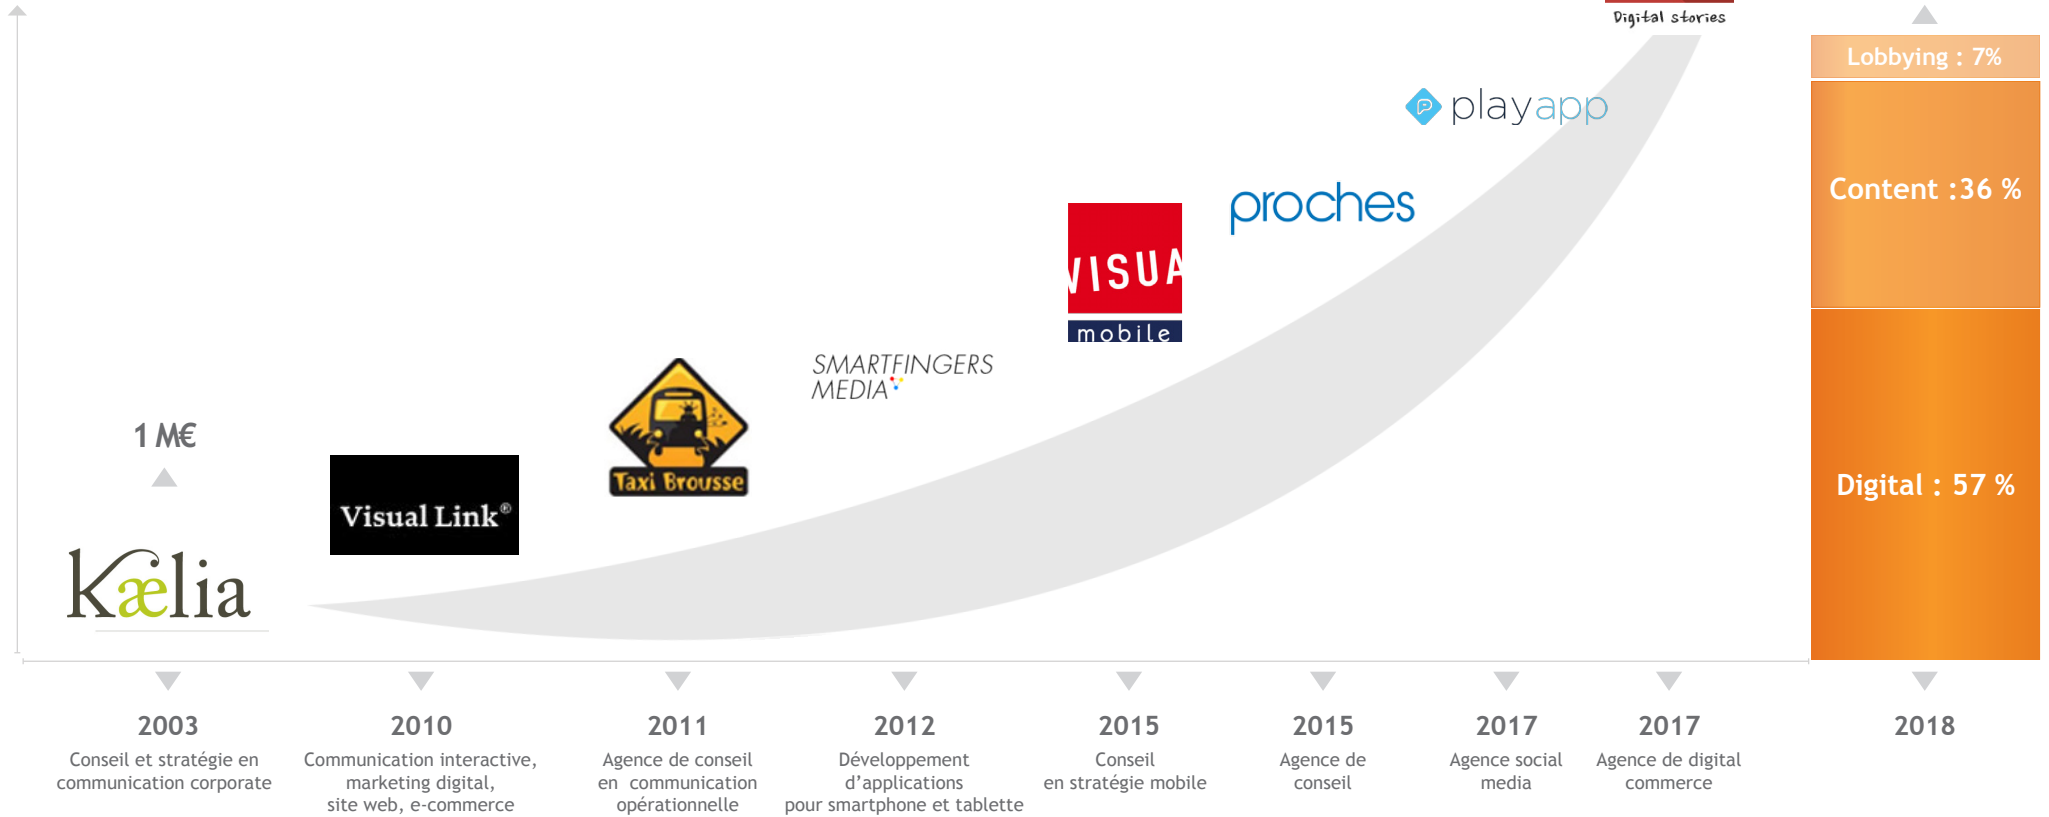 Digital stories
Lobbying : 7%
playapp
Content :36 %
proches
VISUA
mobile
SMARTFINGERS
MEDIA
1 M€
Taxi Brousse
Visual Link®
Digital : 57 %
Kælia
2003
Conseil et stratégie en
communication corporate
2010
Communication interactive,
marketing digital,
site web, e-commerce
2011
Agence de conseil
en communication
opérationnelle
2012
Développement
d'applications
pour smartphone et tablette
2015
Conseil
en stratégie mobile
2015
Agence de
conseil
2017
Agence social
media
2017
Agence de digital
commerce
2018